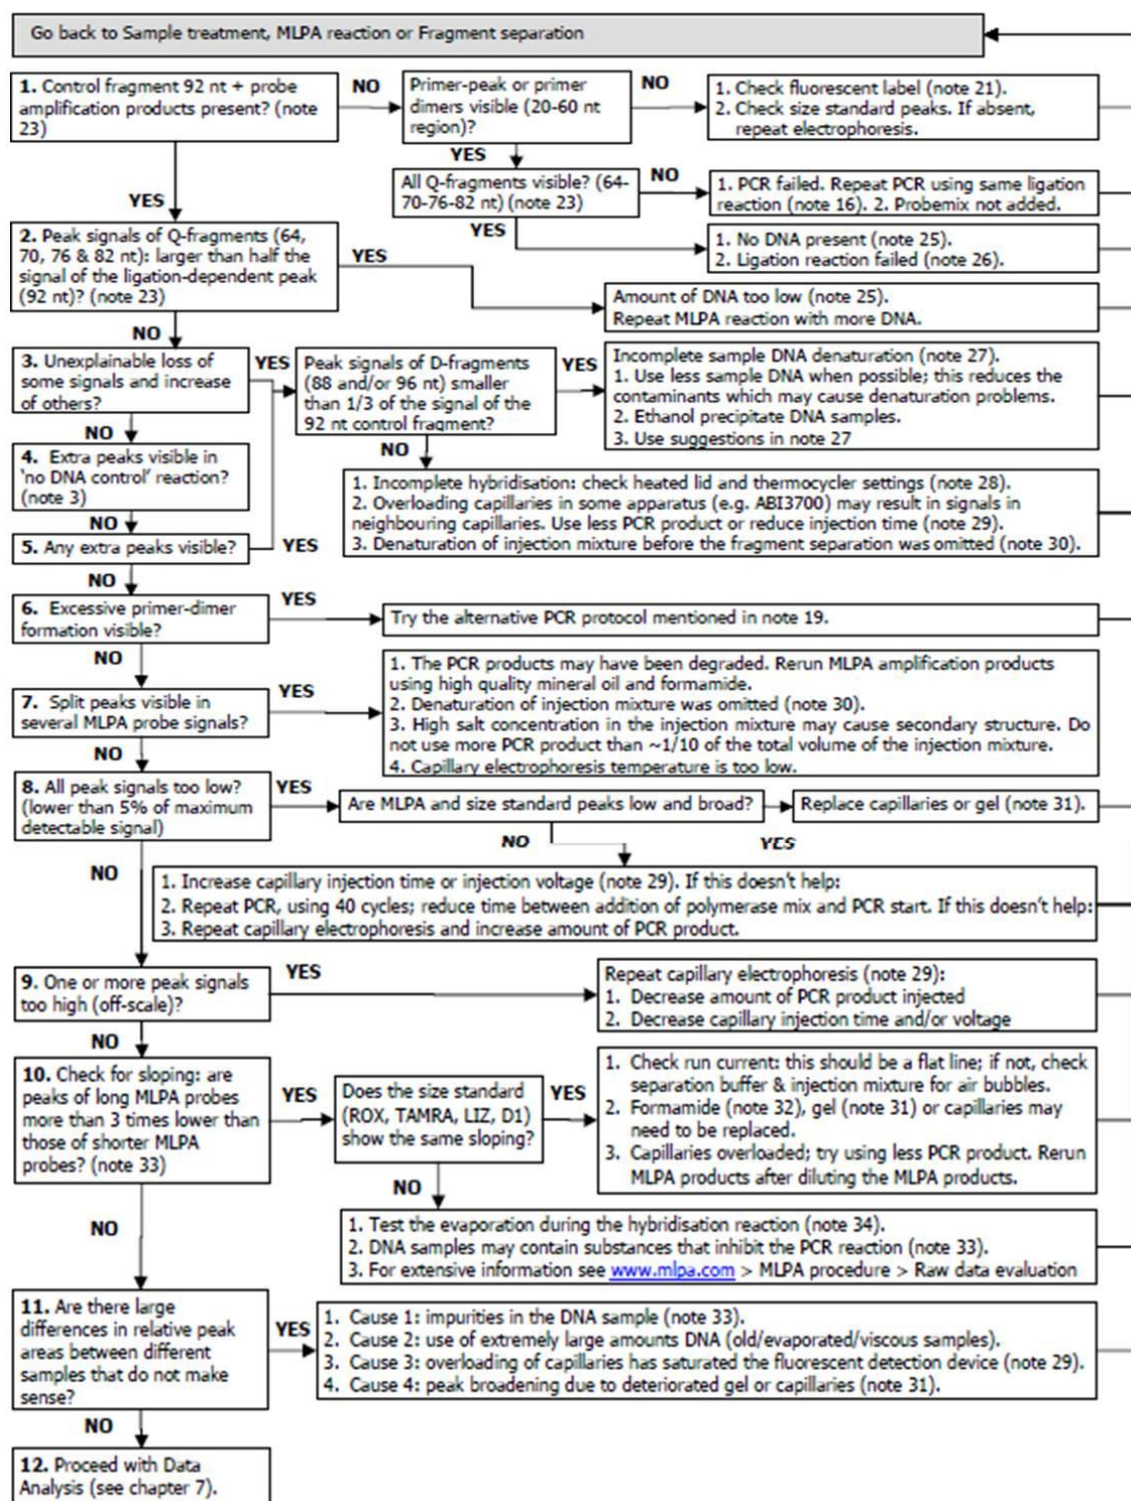 Go back to Sample treatment, MLPA reaction or Fragment separation
1. Control fragment 92 nt + probe
amplification products present? (note
23)
NO
Primer-peak or primer
dimers visible (20-60 nt
region)?
NO
1. Check fluorescent label (note 21).
2. Check size standard peaks. If absent,
repeat electrophoresis.
YES
All Q-fragments visible? (64-
70-76-82 nt) (note 23)
NO
1. PCR failed. Repeat PCR using same ligation
reaction (note 16). 2. Probemix not added.
YES
YES
1. No DNA present (note 25).
2. Ligation reaction failed (note 26).
2. Peak signals of Q-fragments (64,
70, 76 & 82 nt): larger than half the
signal of the ligation-dependent peak
(92 nt)? (note 23)
YES
Amount of DNA too low (note 25).
Repeat MLPA reaction with more DNA.
NO
3. Unexplainable loss of
some signals and increase
of others?
YES
Peak signals of D-fragments
(88 and/or 96 nt) smaller
than 1/3 of the signal of the
92 nt control fragment?
YES
Incomplete sample DNA denaturation (note 27).
1. Use less sample DNA when possible; this reduces the
contaminants which may cause denaturation problems.
2. Ethanol precipitate DNA samples.
3. Use suggestions in note 27
NO
NO
4. Extra peaks visible in
'no DNA control' reaction?
(note 3)
1. Incomplete hybridisation: check heated lid and thermocycler settings (note 28).
2. Overloading capillaries in some apparatus (e.g. ABI3700) may result in signals in
neighbouring capillaries. Use less PCR product or reduce injection time (note 29).
3. Denaturation of injection mixture before the fragment separation was omitted (note 30).
NO
5. Any extra peaks visible?
YES
NO
6. Excessive primer-dimer
formation visible?
YES
Try the alternative PCR protocol mentioned in note 19.
NO
7. Split peaks visible in
several MLPA probe signals?
YES
1. The PCR products may have been degraded. Rerun MLPA amplification products
using high quality mineral oil and formamide.
2. Denaturation of injection mixture was omitted (note 30).
3. High salt concentration in the injection mixture may cause secondary structure. Do
not use more PCR product than ~1/10 of the total volume of the injection mixture.
4. Capillary electrophoresis temperature is too low.
NO
8. All peak signals too low?
(lower than 5% of maximum
detectable signal)
YES
Are MLPA and size standard peaks low and broad?
Replace capillaries or gel (note 31).
NO
YES
NO
1. Increase capillary injection time or injection voltage (note 29). If this doesn't help:
2. Repeat PCR, using 40 cycles; reduce time between addition of polymerase mix and PCR start. If this doesn't help:
3. Repeat capillary electrophoresis and increase amount of PCR product.
9. One or more peak signals
too high (off-scale)?
YES
Repeat capillary electrophoresis (note 29):
1. Decrease amount of PCR product injected
2. Decrease capillary injection time and/or voltage
NO
10. Check for sloping: are
peaks of long MLPA probes
more than 3 times lower than
those of shorter MLPA
probes? (note 33)
YES
Does the size standard
(ROX, TAMRA, LIZ, D1)
show the same sloping?
YES
1. Check run current: this should be a flat line; if not, check
separation buffer & injection mixture for air bubbles.
2. Formamide (note 32), gel (note 31) or capillaries may
need to be replaced.
3. Capillaries overloaded; try using less PCR product. Rerun
MLPA products after diluting the MLPA products.
NO
NO
1. Test the evaporation during the hybridisation reaction (note 34).
2. DNA samples may contain substances that inhibit the PCR reaction (note 33).
3. For extensive information see www.mlpa.com > MLPA procedure > Raw data evaluation
11. Are there large
differences in relative peak
areas between different
samples that do not make
sense?
YES
1. Cause 1: impurities in the DNA sample (note 33).
2. Cause 2: use of extremely large amounts DNA (old/evaporated/viscous samples).
3. Cause 3: overloading of capillaries has saturated the fluorescent detection device (note 29).
4. Cause 4: peak broadening due to deteriorated gel or capillaries (note 31).
NO
12. Proceed with Data
Analysis (see chapter 7).